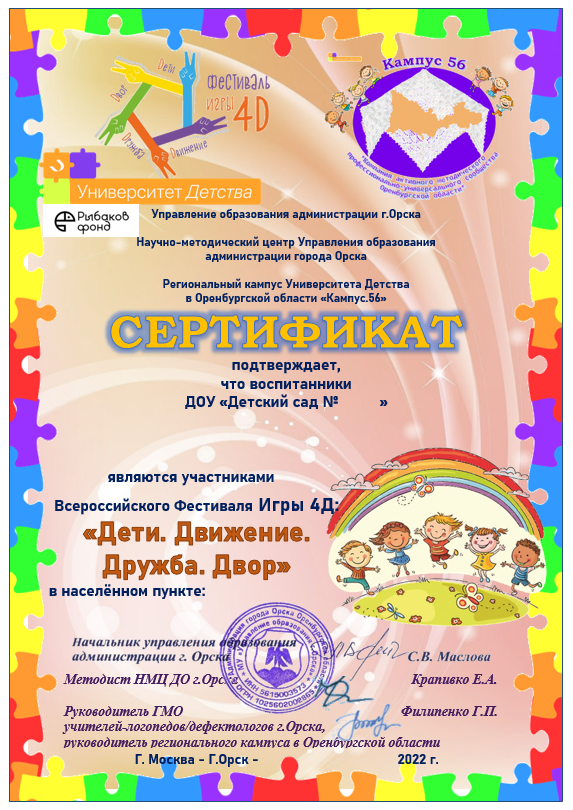 Дети
Двор
Дружба
Движение
ФЕСТИВАЛЬ
ИГРЫ 4D
Кампус 56
"Компания активного методического
профессионально-универсального сообщества
Оренбургской области"
Университет Детства
Рыбаков
фонд
Управление образования администрации г.Орска
Научно-методический центр Управления образования
администрации города Орска
Региональный кампус Университета Детства
в Оренбургской области «Кампус.56»
СЕРТИФИКАТ
подтверждает,
что воспитанники
ДОУ «Детский сад № »
являются участниками
Всероссийского Фестиваля Игры 4Д:
«Дети. Движение.
Дружба. Двор»
в населённом пункте:
Начальник управления образования
администрации г. Орска С.В. Маслова
Методист НМЦ ДО г.Орска Крапивко Е.А.
Руководитель ГМО Филипенко Г.П.
учителей-логопедов/дефектологов г.Орска,
руководитель регионального кампуса в Оренбургской области
Г. Москва - Г.Орск - 2022 г.